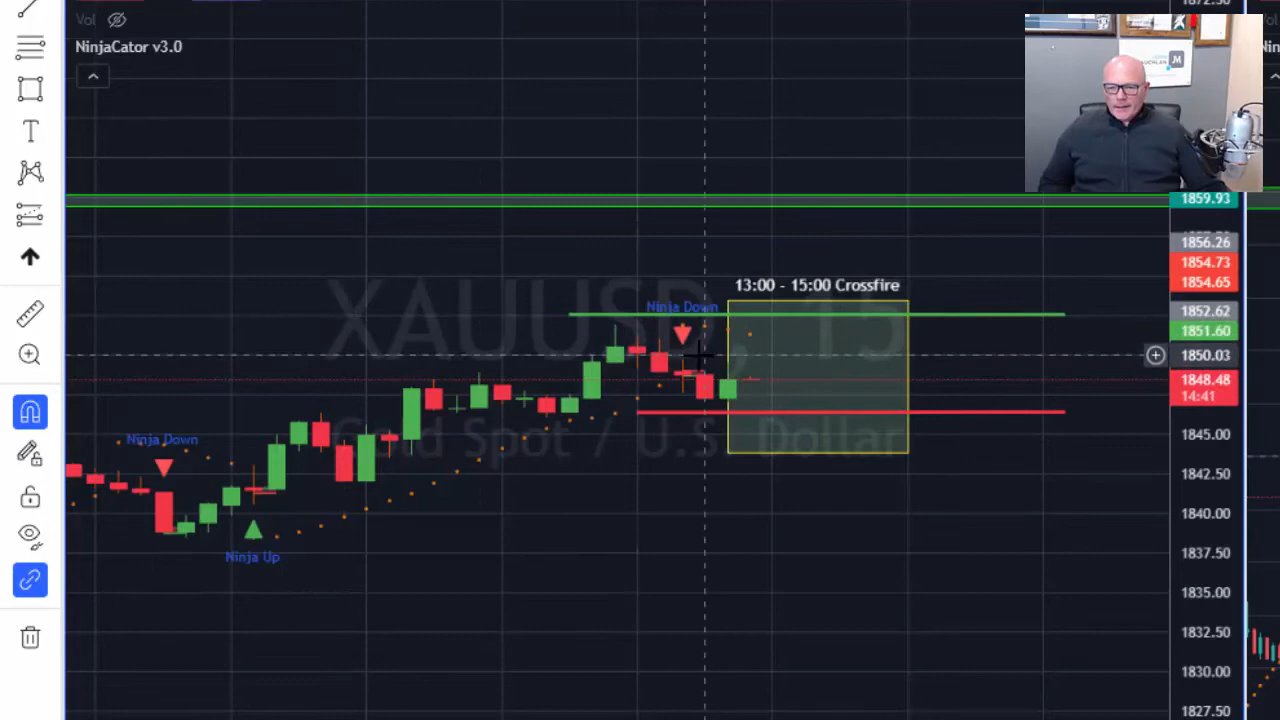 Vol
NinjaCator v3.0
1859.93
1856.26
1854.73
1854.65
13:00 - 15:00 Crossfire
Ninja Down
1852.62
1851.60
XAUUSD, 15
1850.03
1848.48
14:41
Gold Spot / U.S. Dollar
1845.00
Ninja Down
1842.50
1840.00
Ninja Up
1837.50
1835.00
1832.50
1830.00
1827.50